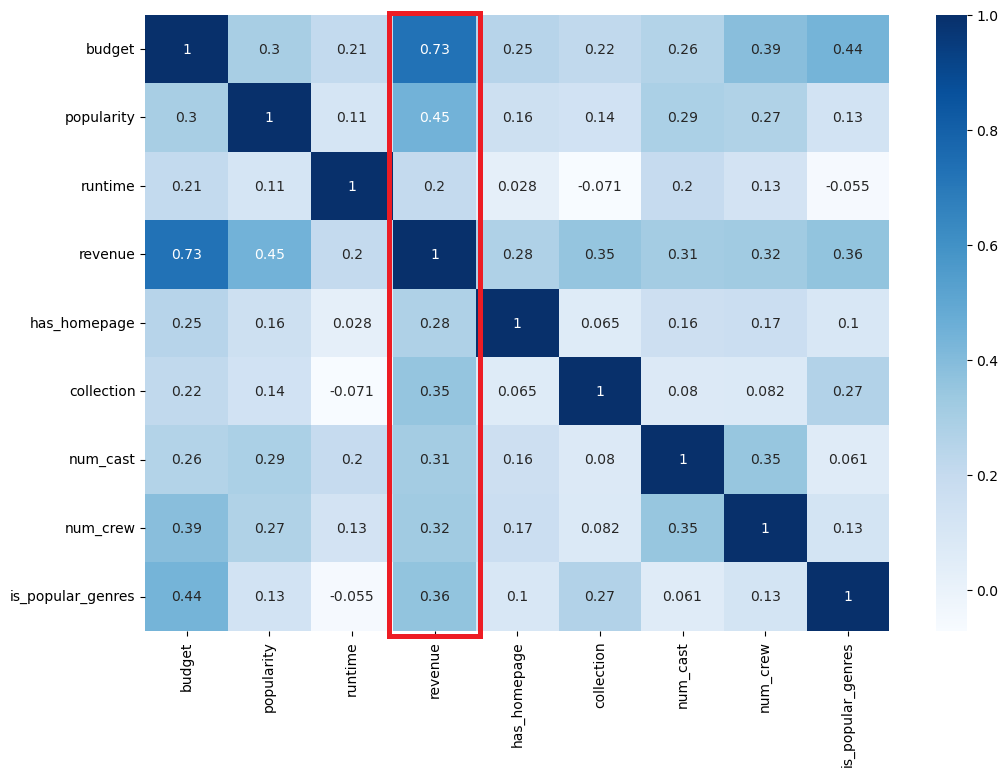 budget 1 0.3 0.21 0.73 0.25 0.22 0.26 0.39 0.44
popularity 0.3 1 0.11 0.45 0.16 0.14 0.29 0.27 0.13
runtime 0.21 0.11 1 0.2 0.028 -0.071 0.2 0.13 -0.055
revenue 0.73 0.45 0.2 1 0.28 0.35 0.31 0.32 0.36
has_homepage 0.25 0.16 0.028 0.28 1 0.065 0.16 0.17 0.1
collection 0.22 0.14 -0.071 0.35 0.065 1 0.08 0.082 0.27
num_cast 0.26 0.29 0.2 0.31 0.16 0.08 1 0.35 0.061
num_crew 0.39 0.27 0.13 0.32 0.17 0.082 0.35 1 0.13
is_popular_genres 0.44 0.13 -0.055 0.36 0.1 0.27 0.061 0.13 1
budget
popularity
runtime
revenue
has_homepage
collection
num_cast
num_crew
is_popular_genres
1.0
0.8
0.6
0.4
0.2
0.0